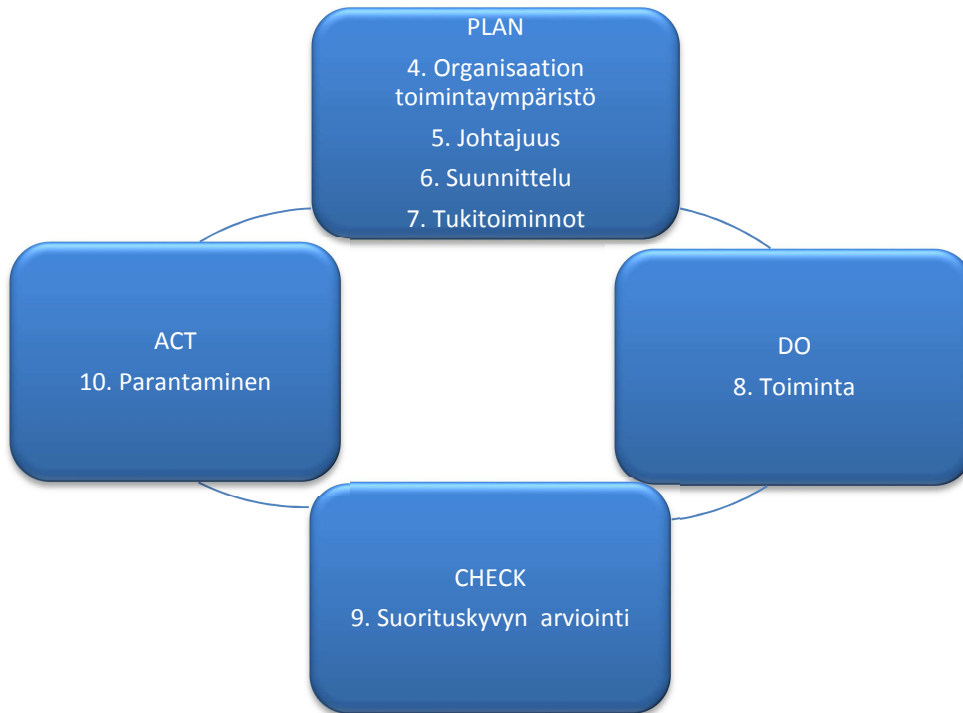 PLAN
4. Organisaation
toimintaympäristö
5. Johtajuus
6. Suunnittelu
7. Tukitoiminnot
ACT
10. Parantaminen
DO
8. Toiminta
CHECK
9. Suorituskyvyn arviointi